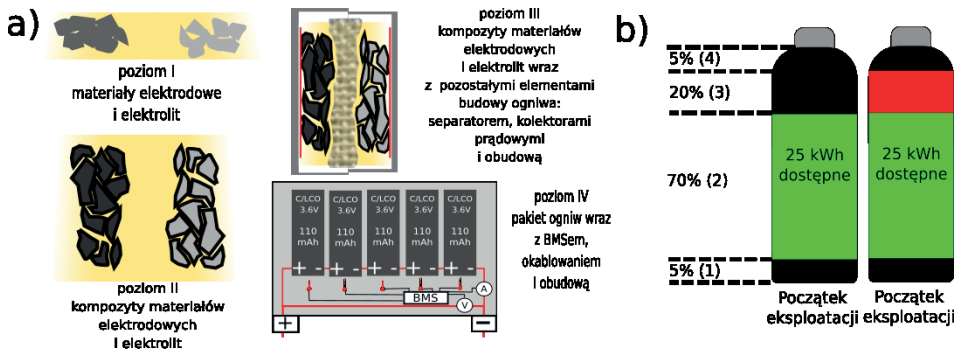 a)
poziom I
materiały elektrodowe
i elektrolit
poziom II
kompozyty materiałów
elektrodowych
I elektrolit
poziom III
kompozyty materiałów
elektrodowych
I elektrolit wraz
z pozostałymi elementami
budowy ogniwa:
separatorem, kolektorami
prądowymi
i obudową
C/LCO C/LCO C/LCO C/LCO C/LCO
3.6V 3.6V 3.6V 3.6V 3.6V
110 110 110 110 110
mAh mAh mAh mAh mAh
+ - + - + - + - + -
BMS
A
V
+ −
poziom IV
pakiet ogniw wraz
z BMSem,
okablowaniem
I obudową
b)
5% (4)
20% (3)
70% (2)
5% (1)
25 kWh
dostępne
Początek
eksploatacji
25 kWh
dostępne
Początek
eksploatacji